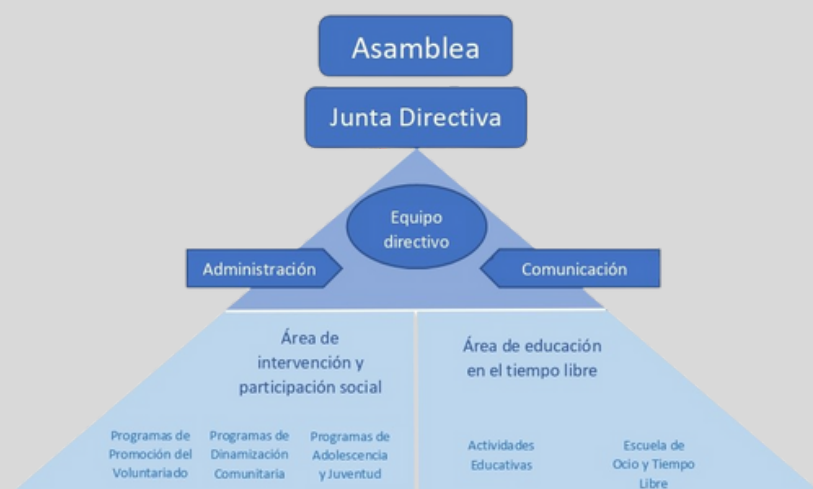 Asamblea
Junta Directiva
Equipo
directivo
Administración
Comunicación
Área de
intervención y
participación social
Área de educación
en el tiempo libre
Programas de
Promoción del
Voluntariado
Programas de
Dinamización
Comunitaria
Programas de
Adolescencia
y Juventud
Actividades
Educativas
Escuela de
Ocio y Tiempo
Libre